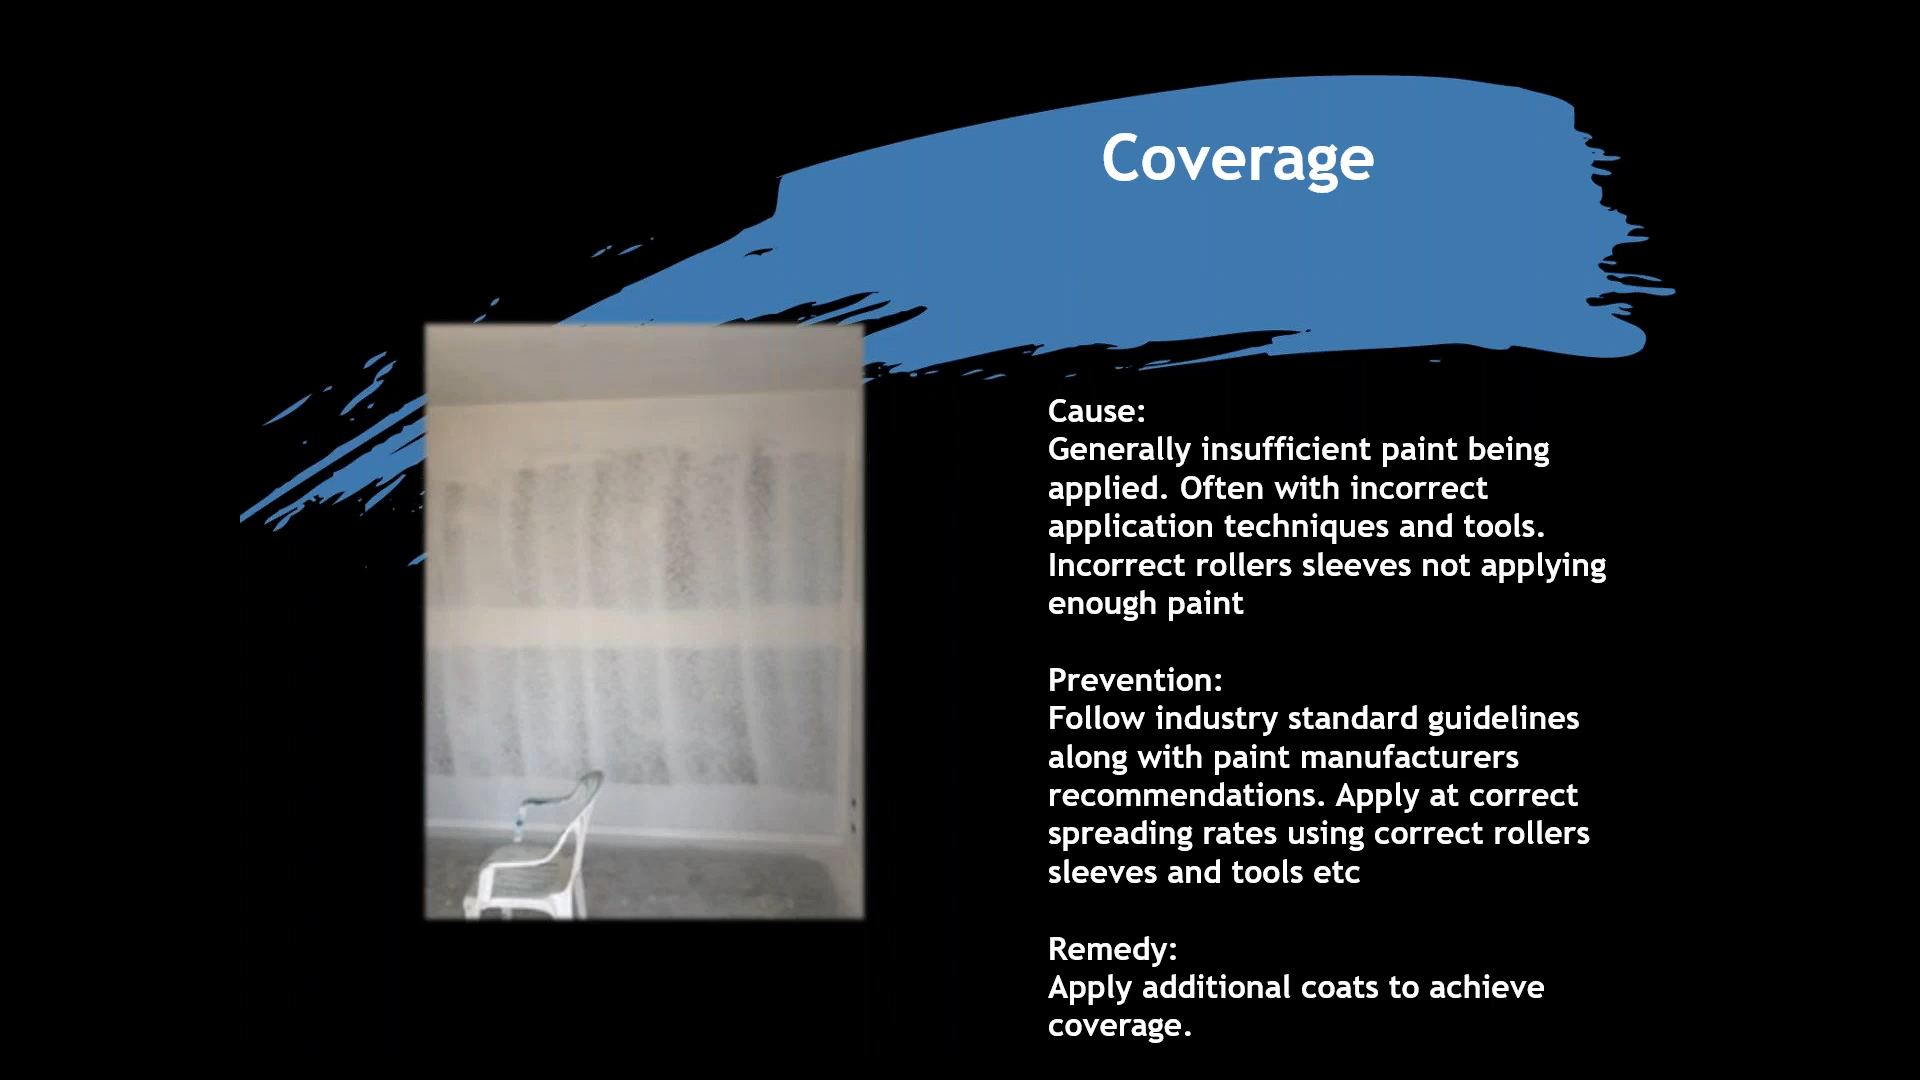 Coverage
Cause:
Generally insufficient paint being
applied. Often with incorrect
application techniques and tools.
Incorrect rollers sleeves not applying
enough paint
Prevention:
Follow industry standard guidelines
along with paint manufacturers
recommendations. Apply at correct
spreading rates using correct rollers
sleeves and tools etc
Remedy:
Apply additional coats to achieve
coverage.